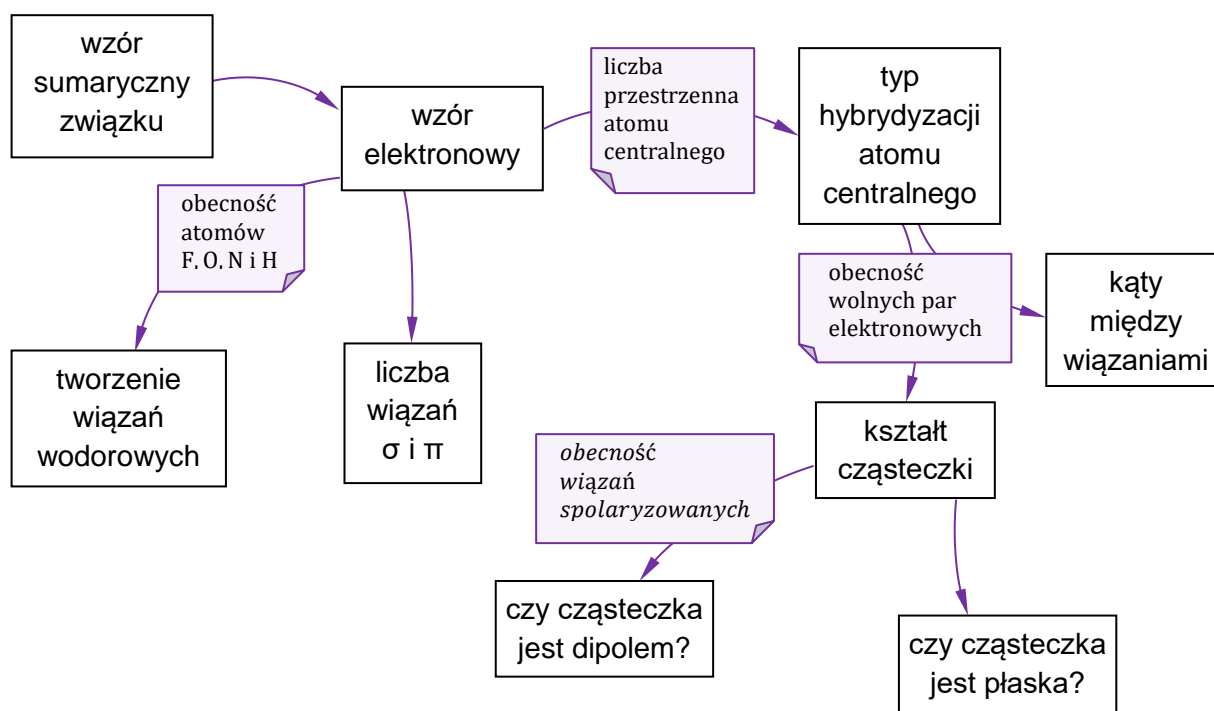 wzór
sumaryczny
związku
wzór
elektronowy
liczba
przestrzenna
atomu
centralnego
typ
hybrydyzacji
atomu
centralnego
obecność
atomów
F, O, N i H
obecność
wolnych par
elektronowych
kąty
między
wiązaniami
tworzenie
wiązań
wodorowych
liczba
wiązań
σ i π
kształt
cząsteczki
obecność
wiązań
spolaryzowanych
czy cząsteczka
jest dipolem?
czy cząsteczka
jest płaska?